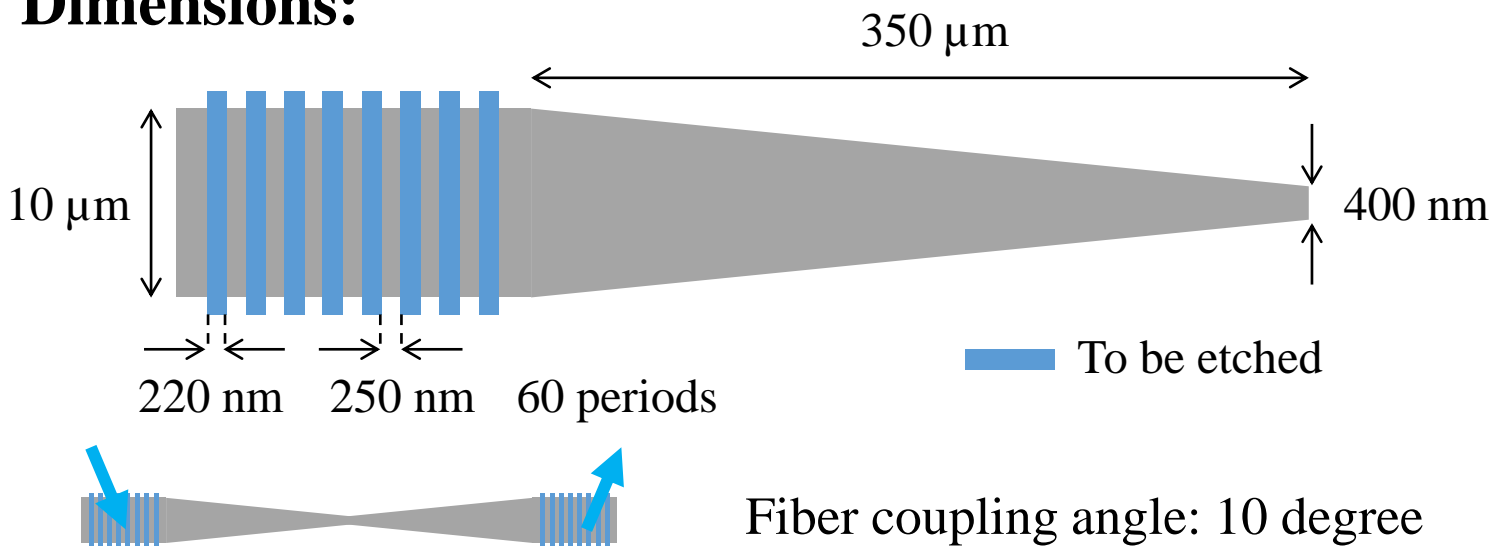 Dimensions:
350 µm
10 µm
400 nm
To be etched
220 nm
250 nm
60 periods
Fiber coupling angle: 10 degree